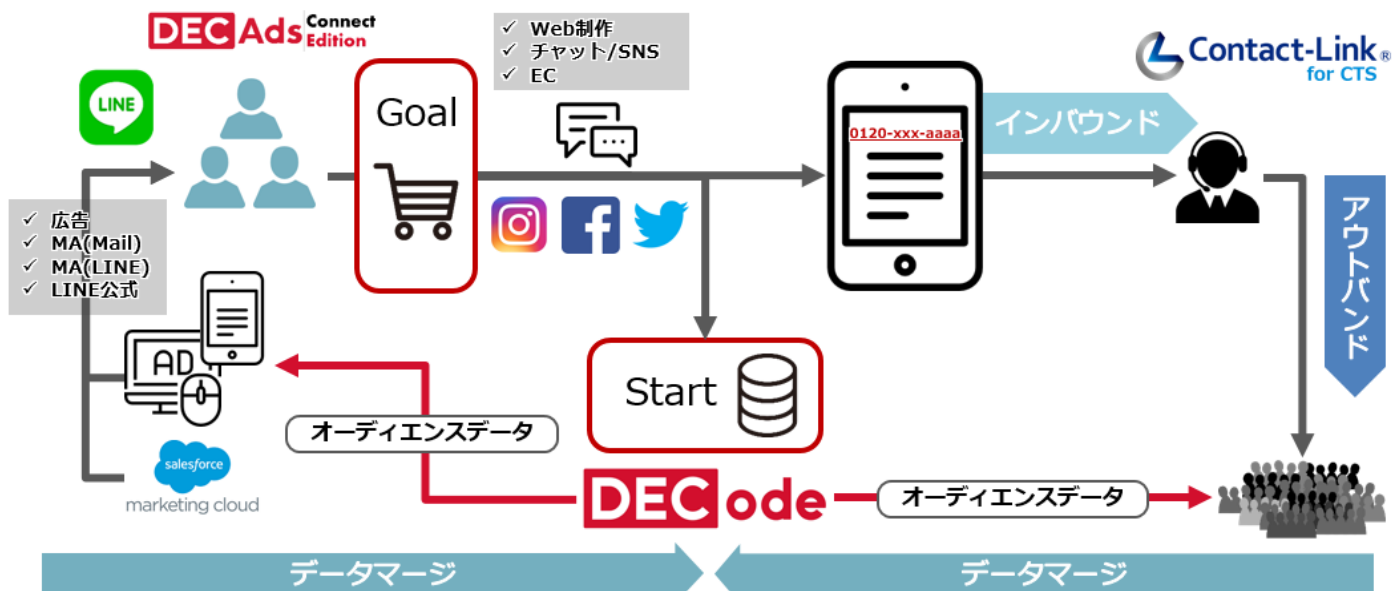 DECAds Connect Edition
✓ Web制作
✓ チャット/SNS
✓ EC
Contact-Link®
for CTS
LINE
Goal
0120-xxx-aaaa
インバウンド
✓ 広告
✓ MA(Mail)
✓ MA(LINE)
✓ LINE公式
アウトバンド
AD
Start
オーディエンスデータ
salesforce
marketing cloud
DECode
オーディエンスデータ
データマージ
データマージ